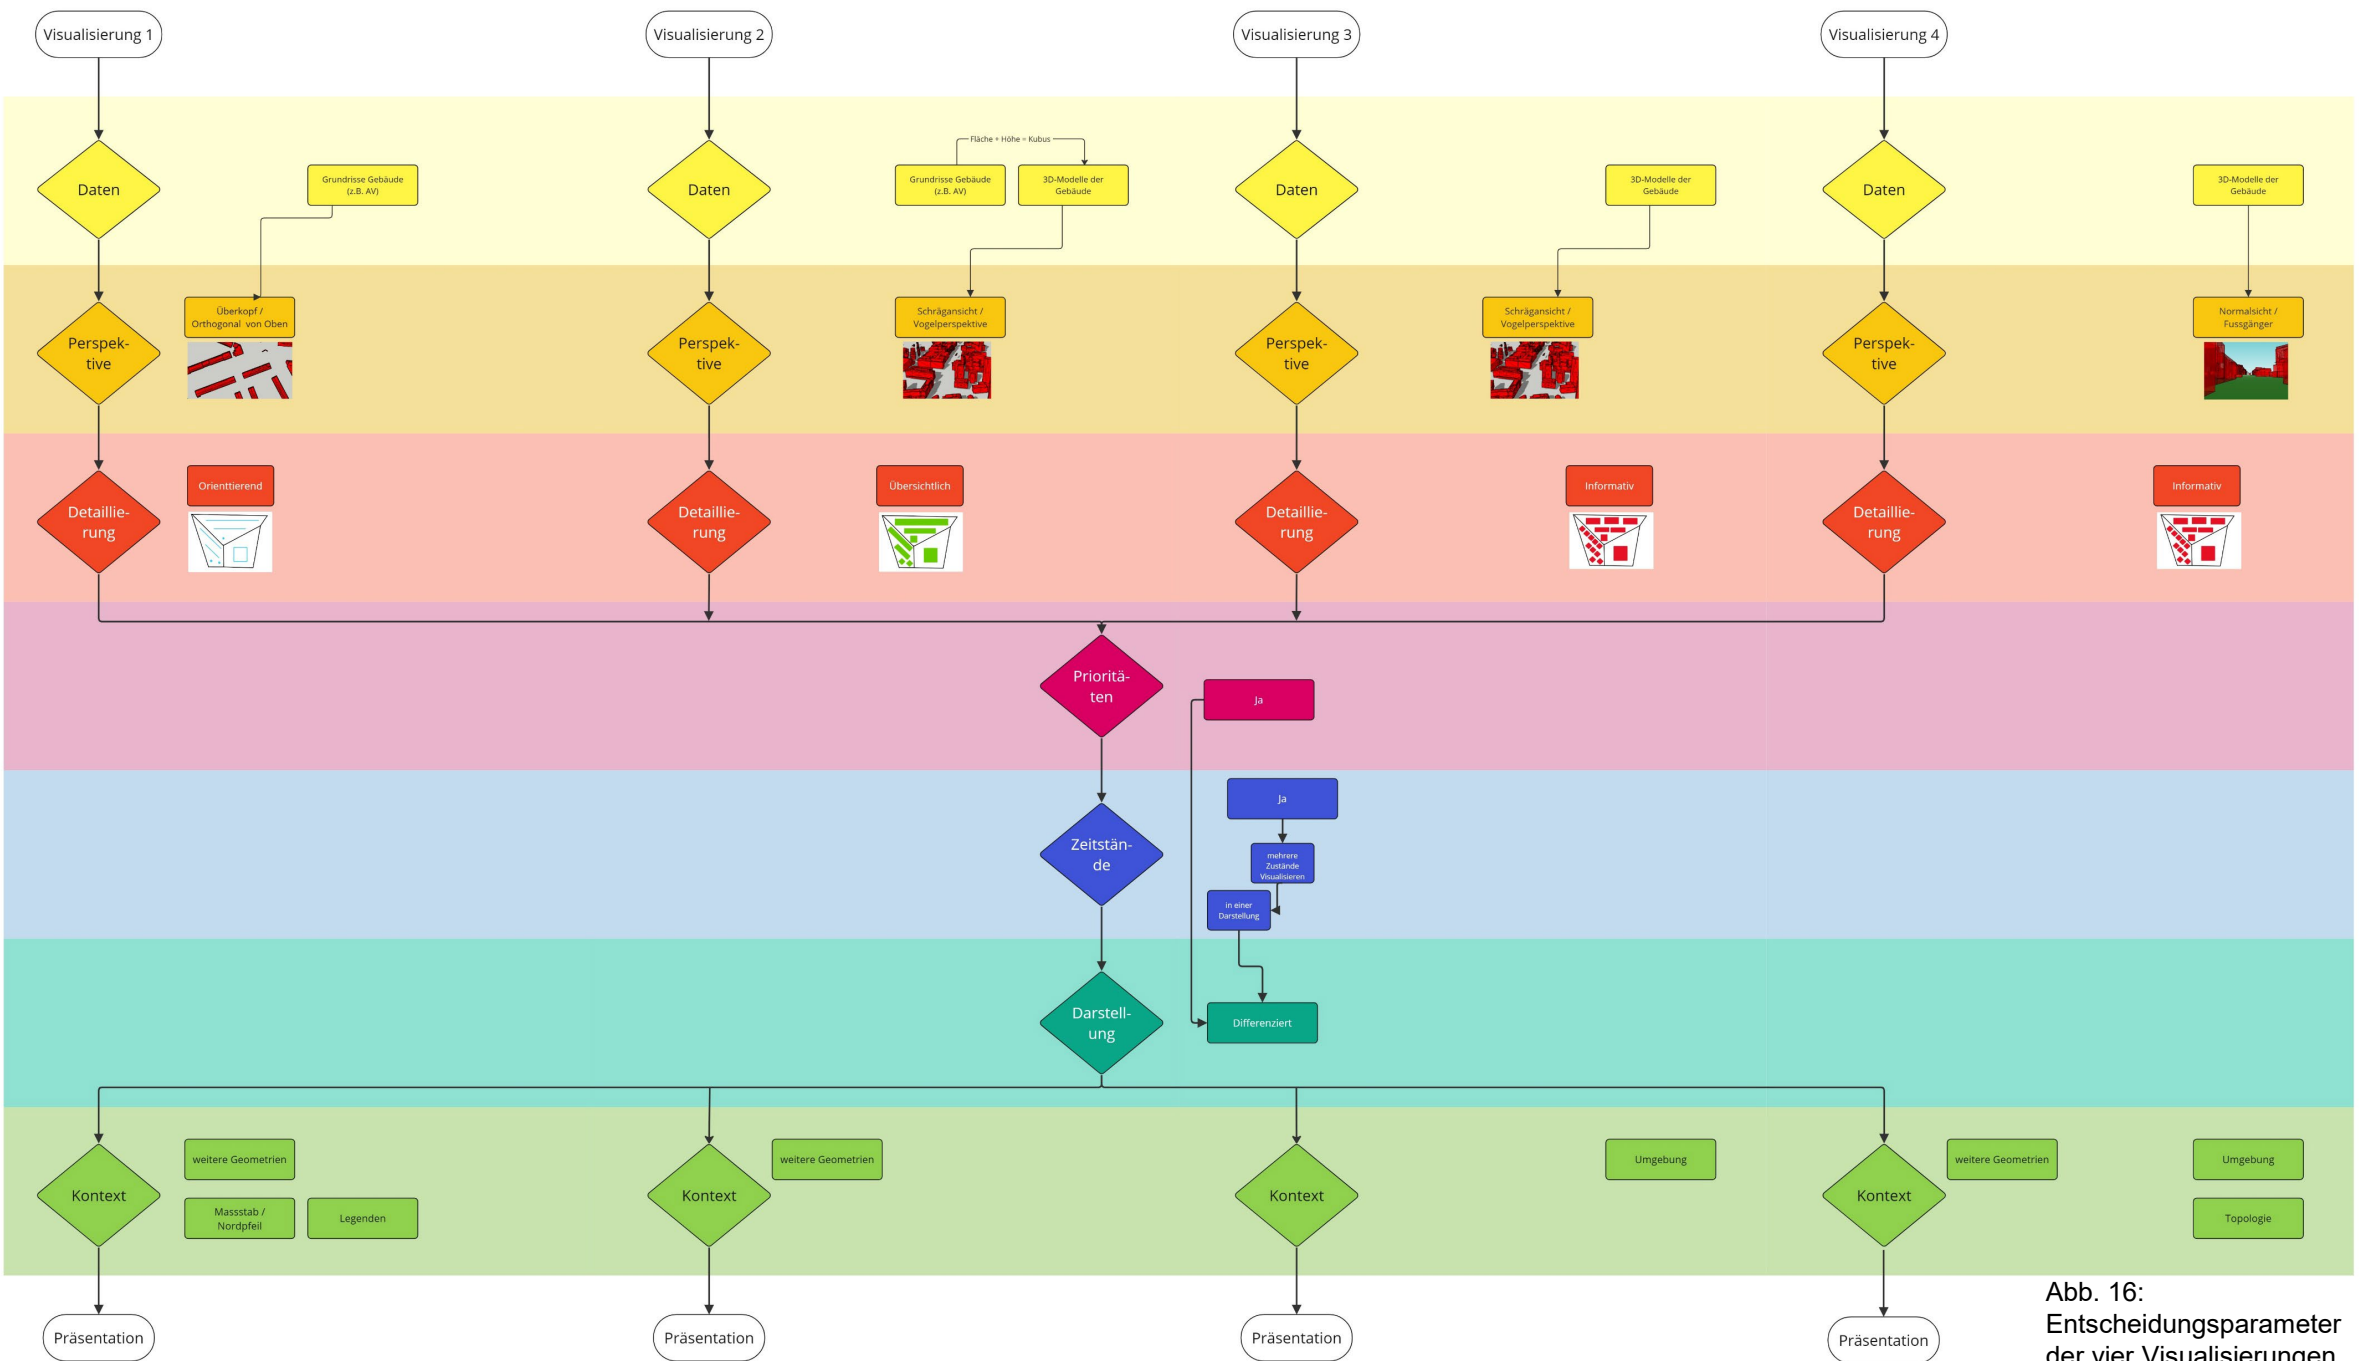 Visualisierung 1
Visualisierung 2
Visualisierung 3
Visualisierung 4
Fläche + Höhe = Kubus
Daten
Grundrisse Gebäude
(z.B. AV)
Daten
Grundrisse Gebäude
(z.B. AV)
3D-Modelle der
Gebäude
Daten
3D-Modelle der
Gebäude
Daten
3D-Modelle der
Gebäude
Perspek-
tive
Überkopf /
Orthogonal von Oben
Perspek-
tive
Schrägansicht /
Vogelperspektive
Perspek-
tive
Schrägansicht /
Vogelperspektive
Perspek-
tive
Normalsicht /
Fussgänger
Detaillie-
rung
Orienttierend
Detaillie-
rung
Übersichtlich
Detaillie-
rung
Informativ
Detaillie-
rung
Informativ
Prioritä-
ten
Ja
Zeitstän-
de
Ja
mehrere
Zustände
Visualisieren
in einer
Darstellung
Darstell-
ung
Differenziert
Kontext
weitere Geometrien
Massstab /
Nordpfeil
Legenden
Kontext
weitere Geometrien
Kontext
Umgebung
Kontext
weitere Geometrien
Umgebung
Topologie
Präsentation
Präsentation
Präsentation
Präsentation
Abb. 16:
Entscheidungsparameter
der vier Visualisierungen